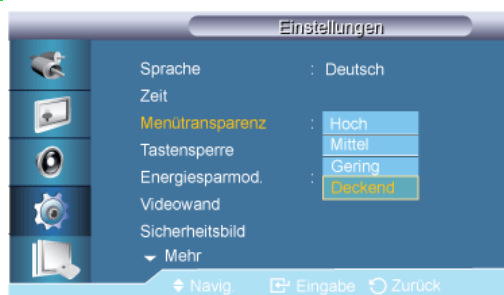 Einstellungen
Sprache : Deutsch
Zeit
Menütransparenz : Hoch
Mittel
Tastensperre
Gering
Energiesparmod. :
Deckend
Videowand
Sicherheitsbild
Mehr
Navig. Eingabe Zurück